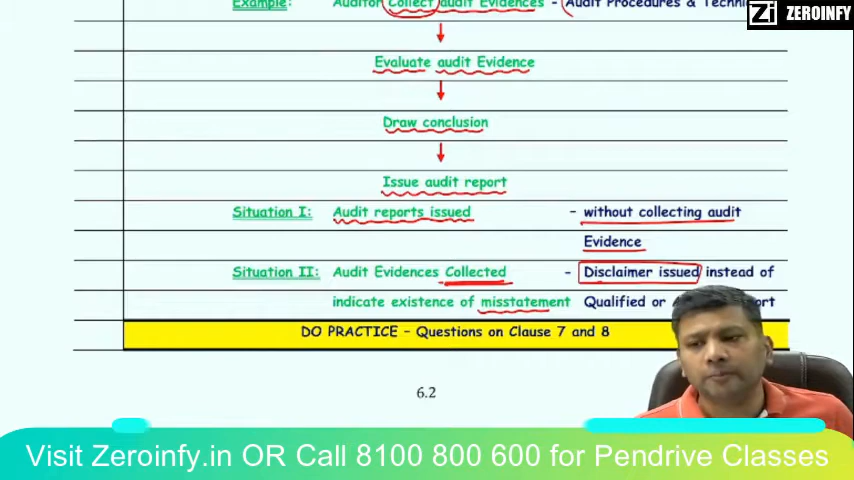 Example: Auditor Collect audit Evidences - (Audit Procedures &
Zi ZEROINFY
Evaluate audit Evidence
Draw conclusion
Issue audit report
Situation I: Audit reports issued - without collecting audit
Evidence
Situation II: Audit Evidences Collected - Disclaimer issued instead of
indicate existence of misstatement Qualified or
DO PRACTICE - Questions on Clause 7 and 8
6.2
Visit Zeroinfy.in OR Call 8100 800 600 for Pendrive Classes